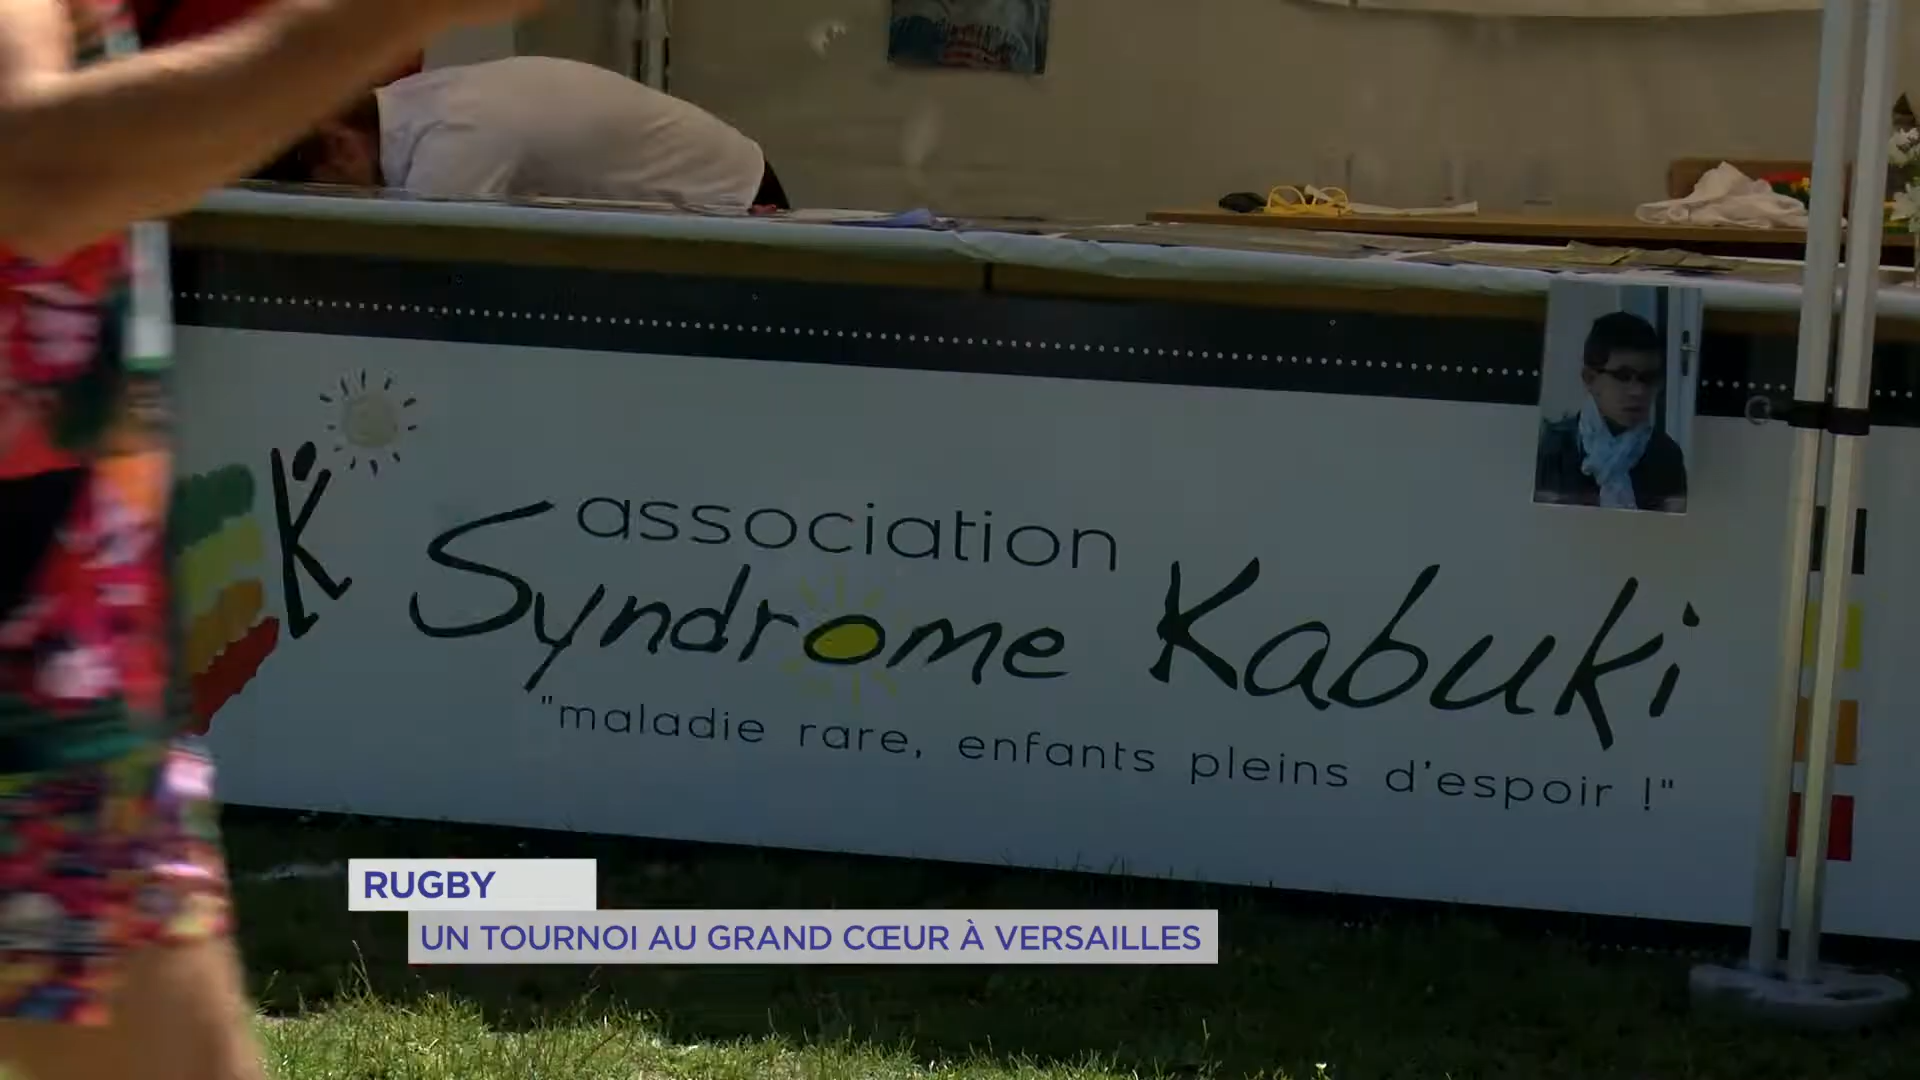 K
association
Syndrome Kabuki
"maladie rare, enfants pleins d'espoir !"
RUGBY
UN TOURNOI AU GRAND CŒUR À VERSAILLES